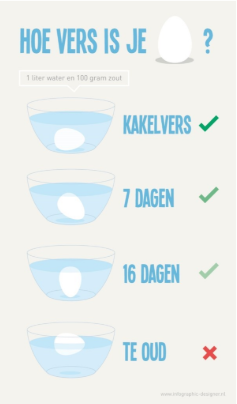 HOE VERS IS JE ?
1 liter water en 100 gram zout
KAKELVERS
7 DAGEN
16 DAGEN
TE OUD
www.infographic-designer.nl